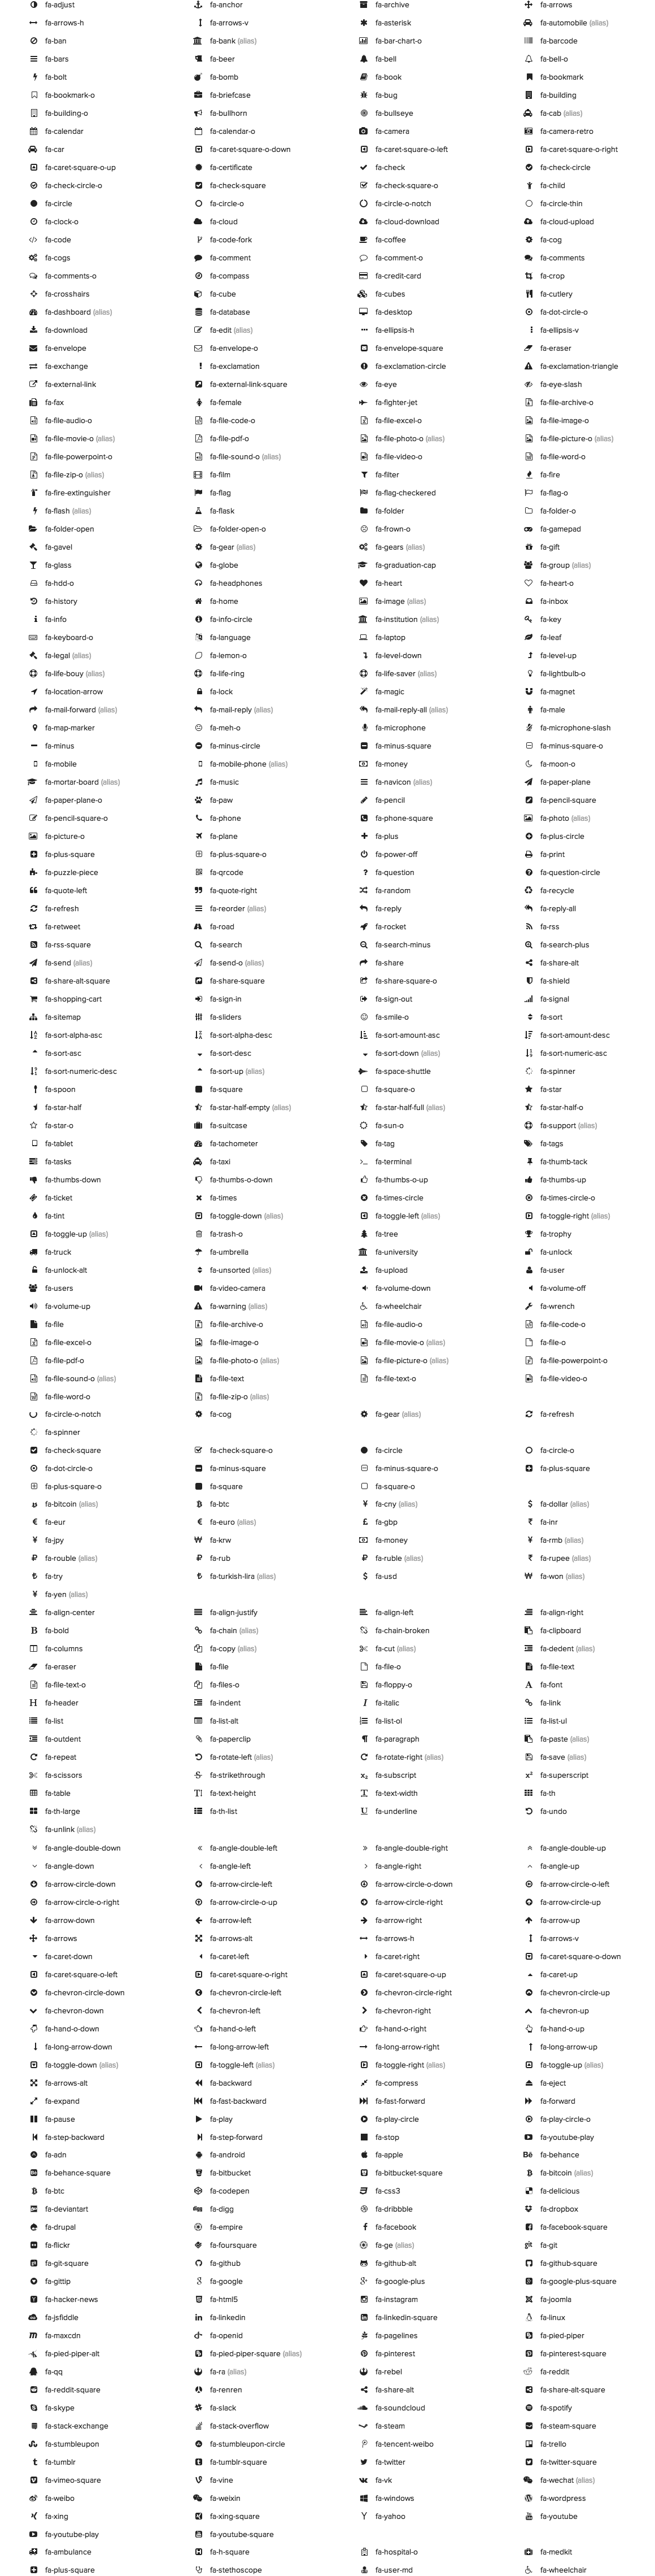 fa-adjust fa-anchor fa-archive fa-arrows
fa-arrows-h fa-arrows-v fa-asterisk fa-automobile (alias)
fa-ban fa-bank (alias) fa-bar-chart-o fa-barcode
fa-bars fa-beer fa-bell fa-bell-o
fa-bolt fa-bomb fa-book fa-bookmark
fa-bookmark-o fa-briefcase fa-bug fa-building
fa-building-o fa-bullhorn fa-bullseye fa-cab (alias)
fa-calendar fa-calendar-o fa-camera fa-camera-retro
fa-car fa-caret-square-o-down fa-caret-square-o-left fa-caret-square-o-right
fa-caret-square-o-up fa-certificate fa-check fa-check-circle
fa-check-circle-o fa-check-square fa-check-square-o fa-child
fa-circle fa-circle-o fa-circle-o-notch fa-circle-thin
fa-clock-o fa-cloud fa-cloud-download fa-cloud-upload
fa-code fa-code-fork fa-coffee fa-cog
fa-cogs fa-comment fa-comment-o fa-comments
fa-comments-o fa-compass fa-credit-card fa-crop
fa-crosshairs fa-cube fa-cubes fa-cutlery
fa-dashboard (alias) fa-database fa-desktop fa-dot-circle-o
fa-download fa-edit (alias) fa-ellipsis-h fa-ellipsis-v
fa-envelope fa-envelope-o fa-envelope-square fa-eraser
fa-exchange fa-exclamation fa-exclamation-circle fa-exclamation-triangle
fa-external-link fa-external-link-square fa-eye fa-eye-slash
fa-fax fa-female fa-fighter-jet fa-file-archive-o
fa-file-audio-o fa-file-code-o fa-file-excel-o fa-file-image-o
fa-file-movie-o (alias) fa-file-pdf-o fa-file-photo-o (alias) fa-file-picture-o (alias)
fa-file-powerpoint-o fa-file-sound-o (alias) fa-file-video-o fa-file-word-o
fa-file-zip-o (alias) fa-film fa-filter fa-fire
fa-fire-extinguisher fa-flag fa-flag-checkered fa-flag-o
fa-flash (alias) fa-flask fa-folder fa-folder-o
fa-folder-open fa-folder-open-o fa-frown-o fa-gamepad
fa-gavel fa-gear (alias) fa-gears (alias) fa-gift
fa-glass fa-globe fa-graduation-cap fa-group (alias)
fa-hdd-o fa-headphones fa-heart fa-heart-o
fa-history fa-home fa-image (alias) fa-inbox
fa-info fa-info-circle fa-institution (alias) fa-key
fa-keyboard-o fa-language fa-laptop fa-leaf
fa-legal (alias) fa-lemon-o fa-level-down fa-level-up
fa-life-bouy (alias) fa-life-ring fa-life-saver (alias) fa-lightbulb-o
fa-location-arrow fa-lock fa-magic fa-magnet
fa-mail-forward (alias) fa-mail-reply (alias) fa-mail-reply-all (alias) fa-male
fa-map-marker fa-meh-o fa-microphone fa-microphone-slash
fa-minus fa-minus-circle fa-minus-square fa-minus-square-o
fa-mobile fa-mobile-phone (alias) fa-money fa-moon-o
fa-mortar-board (alias) fa-music fa-navicon (alias) fa-paper-plane
fa-paper-plane-o fa-paw fa-pencil fa-pencil-square
fa-pencil-square-o fa-phone fa-phone-square fa-photo (alias)
fa-picture-o fa-plane fa-plus fa-plus-circle
fa-plus-square fa-plus-square-o fa-power-off fa-print
fa-puzzle-piece fa-qrcode fa-question fa-question-circle
fa-quote-left fa-quote-right fa-random fa-recycle
fa-refresh fa-reorder (alias) fa-reply fa-reply-all
fa-retweet fa-road fa-rocket fa-rss
fa-rss-square fa-search fa-search-minus fa-search-plus
fa-send (alias) fa-send-o (alias) fa-share fa-share-alt
fa-share-alt-square fa-share-square fa-share-square-o fa-shield
fa-shopping-cart fa-sign-in fa-sign-out fa-signal
fa-sitemap fa-sliders fa-smile-o fa-sort
fa-sort-alpha-asc fa-sort-alpha-desc fa-sort-amount-asc fa-sort-amount-desc
fa-sort-asc fa-sort-desc fa-sort-down (alias) fa-sort-numeric-asc
fa-sort-numeric-desc fa-sort-up (alias) fa-space-shuttle fa-spinner
fa-spoon fa-square fa-square-o fa-star
fa-star-half fa-star-half-empty (alias) fa-star-half-full (alias) fa-star-half-o
fa-star-o fa-suitcase fa-sun-o fa-support (alias)
fa-tablet fa-tachometer fa-tag fa-tags
fa-tasks fa-taxi fa-terminal fa-thumb-tack
fa-thumbs-down fa-thumbs-o-down fa-thumbs-o-up fa-thumbs-up
fa-ticket fa-times fa-times-circle fa-times-circle-o
fa-tint fa-toggle-down (alias) fa-toggle-left (alias) fa-toggle-right (alias)
fa-toggle-up (alias) fa-trash-o fa-tree fa-trophy
fa-truck fa-umbrella fa-university fa-unlock
fa-unlock-alt fa-unsorted (alias) fa-upload fa-user
fa-users fa-video-camera fa-volume-down fa-volume-off
fa-volume-up fa-warning (alias) fa-wheelchair fa-wrench
fa-file fa-file-archive-o fa-file-audio-o fa-file-code-o
fa-file-excel-o fa-file-image-o fa-file-movie-o (alias) fa-file-o
fa-file-pdf-o fa-file-photo-o (alias) fa-file-picture-o (alias) fa-file-powerpoint-o
fa-file-sound-o (alias) fa-file-text fa-file-text-o fa-file-video-o
fa-file-word-o fa-file-zip-o (alias)
fa-circle-o-notch fa-cog fa-gear (alias) fa-refresh
fa-spinner
fa-check-square fa-check-square-o fa-circle fa-circle-o
fa-dot-circle-o fa-minus-square fa-minus-square-o fa-plus-square
fa-plus-square-o fa-square fa-square-o
fa-bitcoin (alias) fa-btc fa-cny (alias) fa-dollar (alias)
fa-eur fa-euro (alias) fa-gbp fa-inr
fa-jpy fa-krw fa-money fa-rmb (alias)
fa-rouble (alias) fa-rub fa-ruble (alias) fa-rupee (alias)
fa-try fa-turkish-lira (alias) fa-usd fa-won (alias)
fa-yen (alias)
fa-align-center fa-align-justify fa-align-left fa-align-right
fa-bold fa-chain (alias) fa-chain-broken fa-clipboard
fa-columns fa-copy (alias) fa-cut (alias) fa-dedent (alias)
fa-eraser fa-file fa-file-o fa-file-text
fa-file-text-o fa-files-o fa-floppy-o fa-font
fa-header fa-indent fa-italic fa-link
fa-list fa-list-alt fa-list-ol fa-list-ul
fa-outdent fa-paperclip fa-paragraph fa-paste (alias)
fa-repeat fa-rotate-left (alias) fa-rotate-right (alias) fa-save (alias)
fa-scissors fa-strikethrough fa-subscript fa-superscript
fa-table fa-text-height fa-text-width fa-th
fa-th-large fa-th-list fa-underline fa-undo
fa-unlink (alias)
fa-angle-double-down fa-angle-double-left fa-angle-double-right fa-angle-double-up
fa-angle-down fa-angle-left fa-angle-right fa-angle-up
fa-arrow-circle-down fa-arrow-circle-left fa-arrow-circle-o-down fa-arrow-circle-o-left
fa-arrow-circle-o-right fa-arrow-circle-o-up fa-arrow-circle-right fa-arrow-circle-up
fa-arrow-down fa-arrow-left fa-arrow-right fa-arrow-up
fa-arrows fa-arrows-alt fa-arrows-h fa-arrows-v
fa-caret-down fa-caret-left fa-caret-right fa-caret-square-o-down
fa-caret-square-o-left fa-caret-square-o-right fa-caret-square-o-up fa-caret-up
fa-chevron-circle-down fa-chevron-circle-left fa-chevron-circle-right fa-chevron-circle-up
fa-chevron-down fa-chevron-left fa-chevron-right fa-chevron-up
fa-hand-o-down fa-hand-o-left fa-hand-o-right fa-hand-o-up
fa-long-arrow-down fa-long-arrow-left fa-long-arrow-right fa-long-arrow-up
fa-toggle-down (alias) fa-toggle-left (alias) fa-toggle-right (alias) fa-toggle-up (alias)
fa-arrows-alt fa-backward fa-compress fa-eject
fa-expand fa-fast-backward fa-fast-forward fa-forward
fa-pause fa-play fa-play-circle fa-play-circle-o
fa-step-backward fa-step-forward fa-stop fa-youtube-play
fa-adn fa-android fa-apple fa-behance
fa-behance-square fa-bitbucket fa-bitbucket-square fa-bitcoin (alias)
fa-btc fa-codepen fa-css3 fa-delicious
fa-deviantart fa-digg fa-dribbble fa-dropbox
fa-drupal fa-empire fa-facebook fa-facebook-square
fa-flickr fa-foursquare fa-ge (alias) fa-git
fa-git-square fa-github fa-github-alt fa-github-square
fa-gittip fa-google fa-google-plus fa-google-plus-square
fa-hacker-news fa-html5 fa-instagram fa-joomla
fa-jsfiddle fa-linkedin fa-linkedin-square fa-linux
fa-maxcdn fa-openid fa-pagelines fa-pied-piper
fa-pied-piper-alt fa-pied-piper-square (alias) fa-pinterest fa-pinterest-square
fa-qq fa-ra (alias) fa-rebel fa-reddit
fa-reddit-square fa-renren fa-share-alt fa-share-alt-square
fa-skype fa-slack fa-soundcloud fa-spotify
fa-stack-exchange fa-stack-overflow fa-steam fa-steam-square
fa-stumbleupon fa-stumbleupon-circle fa-tencent-weibo fa-trello
fa-tumblr fa-tumblr-square fa-twitter fa-twitter-square
fa-vimeo-square fa-vine fa-vk fa-wechat (alias)
fa-weibo fa-weixin fa-windows fa-wordpress
fa-xing fa-xing-square fa-yahoo fa-youtube
fa-youtube-play fa-youtube-square
fa-ambulance fa-h-square fa-hospital-o fa-medkit
fa-plus-square fa-stethoscope fa-user-md fa-wheelchair